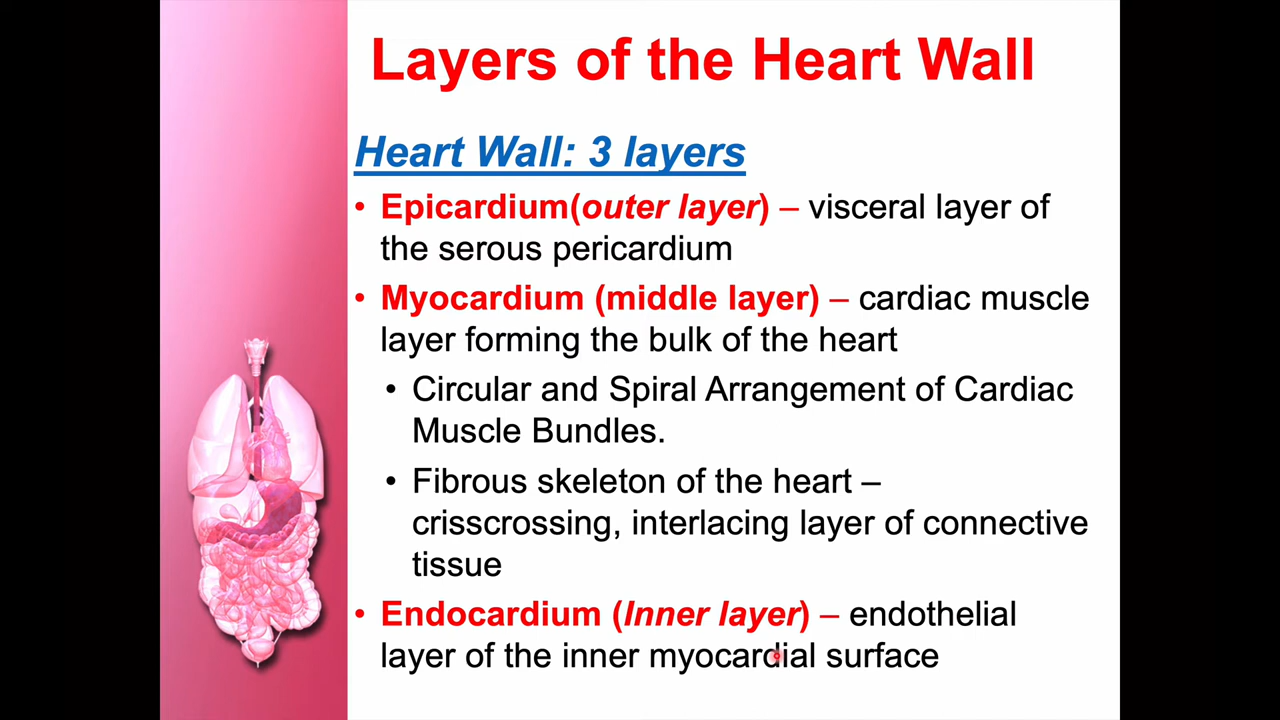 Layers of the Heart Wall
Heart Wall: 3 layers
• Epicardium(outer layer) – visceral layer of
the serous pericardium
• Myocardium (middle layer) – cardiac muscle
layer forming the bulk of the heart
• Circular and Spiral Arrangement of Cardiac
Muscle Bundles.
• Fibrous skeleton of the heart –
crisscrossing, interlacing layer of connective
tissue
• Endocardium (Inner layer) – endothelial
layer of the inner myocardial surface